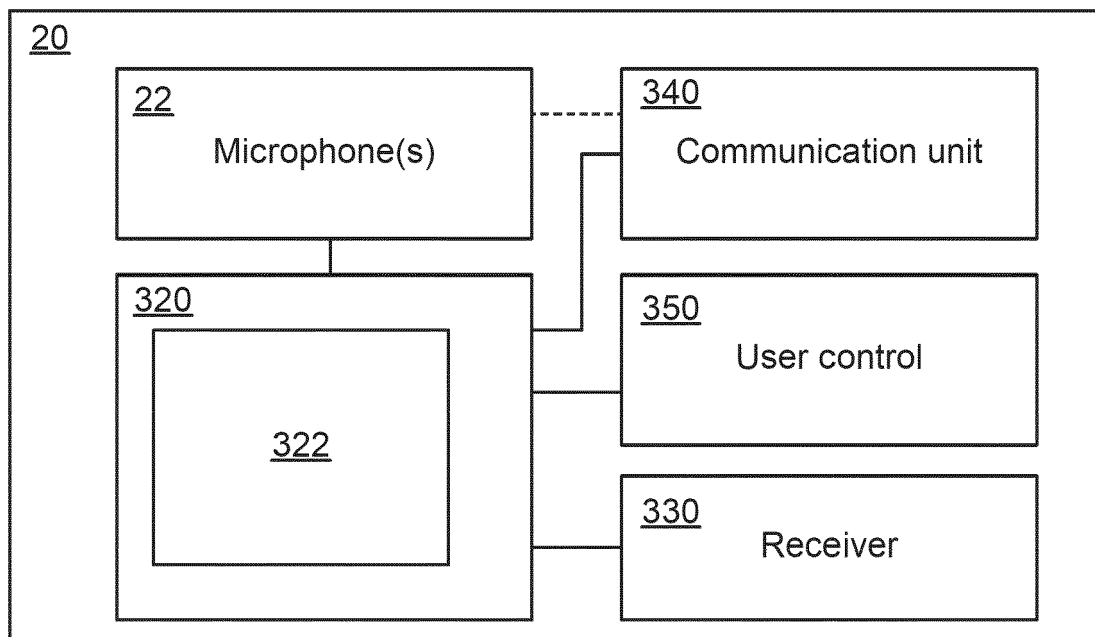 20
22
Microphone(s)
340
Communication unit
320
322
350
User control
330
Receiver